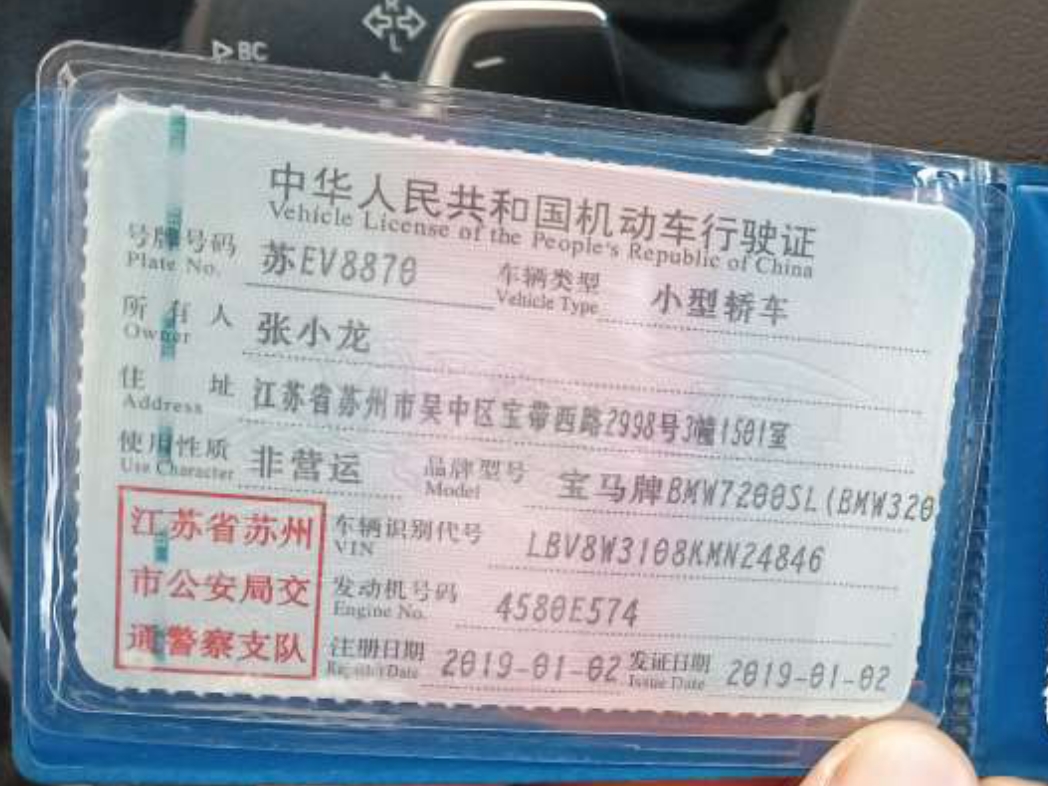 R
L
BC
中华人民共和国机动车行驶证
Vehicle License of the People's Republic of China
号牌号码 苏EV8870 车辆类型 小型轿车
Plate No. Vehicle Type
所有人 张小龙
Owner
住址 江苏省苏州市吴中区宝带西路2998号3幢1501室
Address
使用性质 非营运 品牌型号 宝马牌BMW7200SL(BMW320
Use Character Model
江苏省苏州
市公安局交
通警察支队
车辆识别代号 LBV8W3108KMN24846
VIN
发动机号码 4580E574
Engine No.
注册日期 2019-01-02 发证日期 2019-01-02
Register Date Issue Date